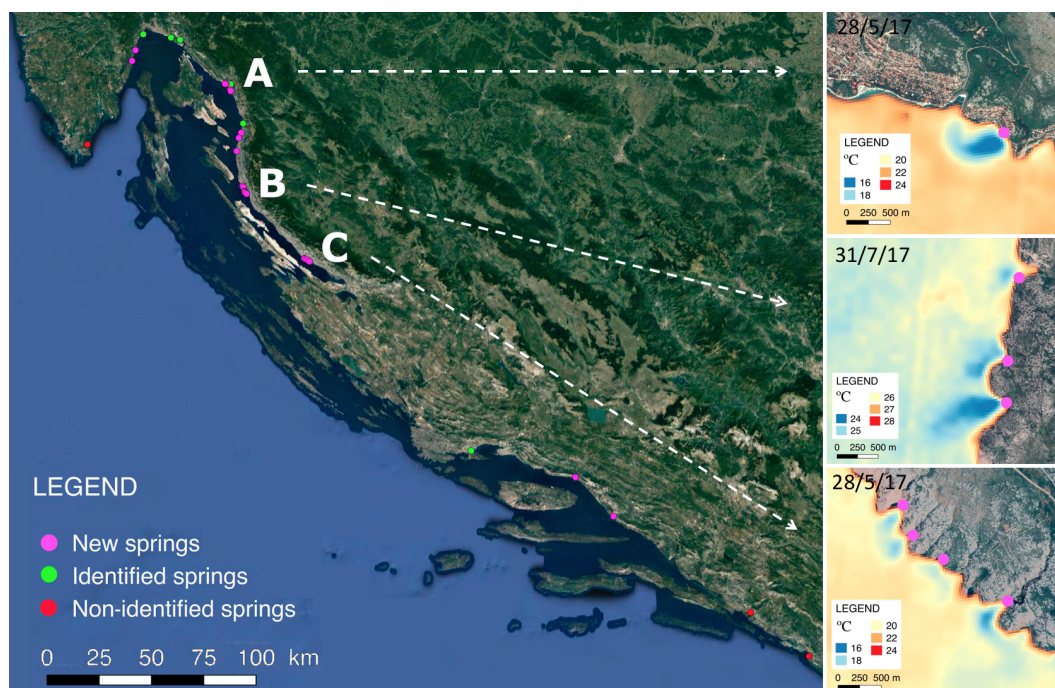 A
B
C
LEGEND
New springs
Identified springs
Non-identified springs
0 25 50 75 100 km
28/5/17
LEGEND
ºC
20
22
16
24
18
0 250 500 m
31/7/17
LEGEND
ºC
26
27
24
28
25
0 250 500 m
28/5/17
LEGEND
ºC
20
22
16
24
18
0 250 500 m